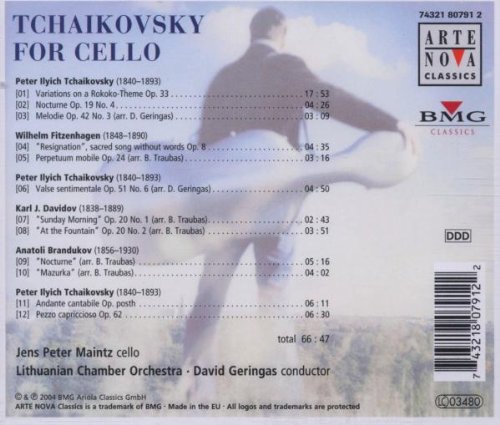 TCHAIKOVSKY
FOR CELLO
74321 80791 2
ARTE
NOVA
CLASSICS
BMG
CLASSICS
Peter Ilyich Tchaikovsky (1840–1893)
[01] Variations on a Rokoko-Theme Op. 33 17 : 53
[02] Nocturne Op. 19 No. 4 04 : 26
[03] Melodie Op. 42 No. 3 (arr. D. Geringas) 03 : 09
Wilhelm Fitzenhagen (1848–1890)
[04] "Resignation", sacred song without words Op. 8 04 : 35
[05] Perpetuum mobile Op. 24 (arr. B. Traubas) 03 : 16
Peter Ilyich Tchaikovsky (1840–1893)
[06] Valse sentimentale Op. 51 No. 6 (arr. D. Geringas) 04 : 50
Karl J. Davidov (1838–1889)
[07] "Sunday Morning" Op. 20 No. 1 (arr. B. Traubas) 02 : 43
[08] "At the Fountain" Op. 20 No. 2 (arr. B. Traubas) 03 : 51
Anatoli Brandukov (1856–1930)
[09] "Nocturne" (arr. B. Traubas) 05 : 16
[10] "Mazurka" (arr. B. Traubas) 04 : 02
Peter Ilyich Tchaikovsky (1840–1893)
[11] Andante cantabile Op. posth 06 : 11
[12] Pezzo capriccioso Op. 62 06 : 30
total 66 : 47
DDD
Jens Peter Maintz cello
Lithuanian Chamber Orchestra · David Geringas conductor
© & ℗ 2004 BMG Ariola Classics GmbH
ARTE NOVA Classics is a trademark of BMG · Made in the EU · All logos and trademarks are protected
7 43218 07912 2
LC 03480